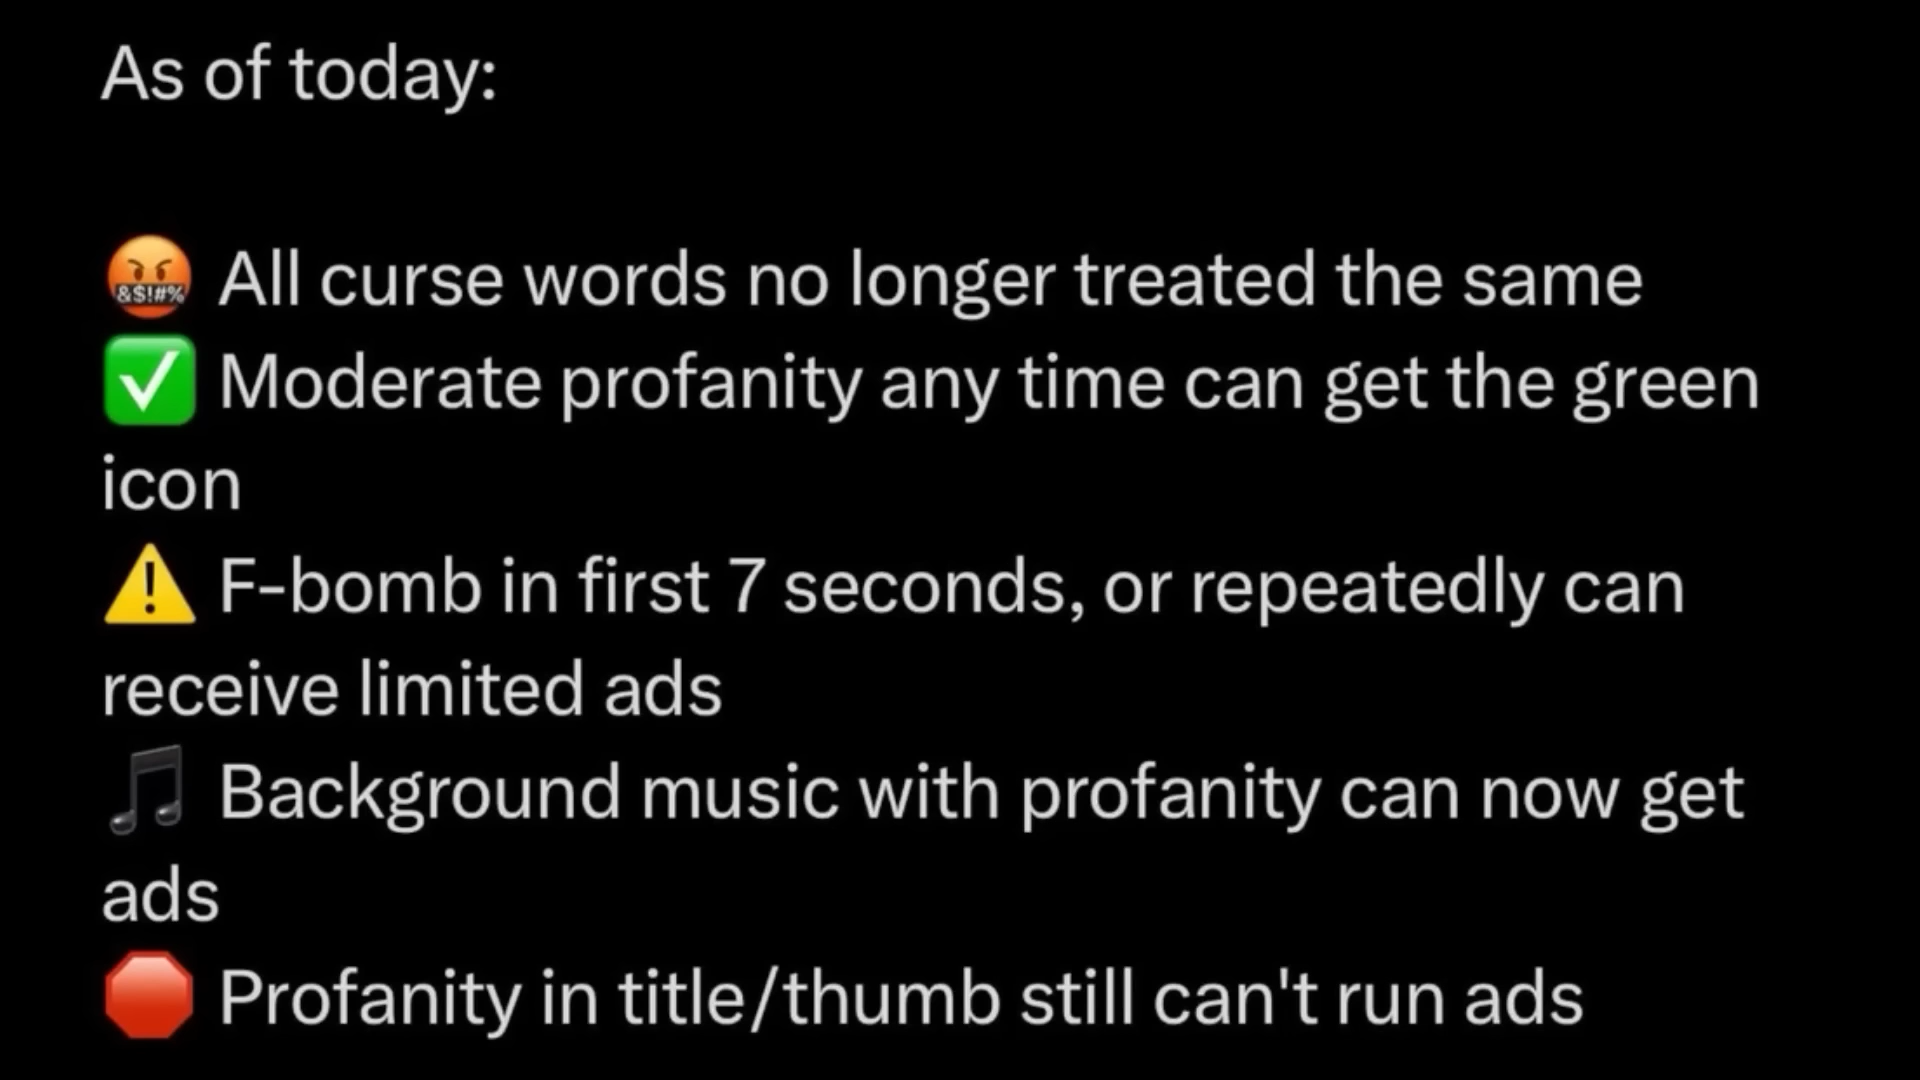 As of today:
🤬 All curse words no longer treated the same
✅ Moderate profanity any time can get the green
icon
⚠️ F-bomb in first 7 seconds, or repeatedly can
receive limited ads
🎵 Background music with profanity can now get
ads
🛑 Profanity in title/thumb still can't run ads